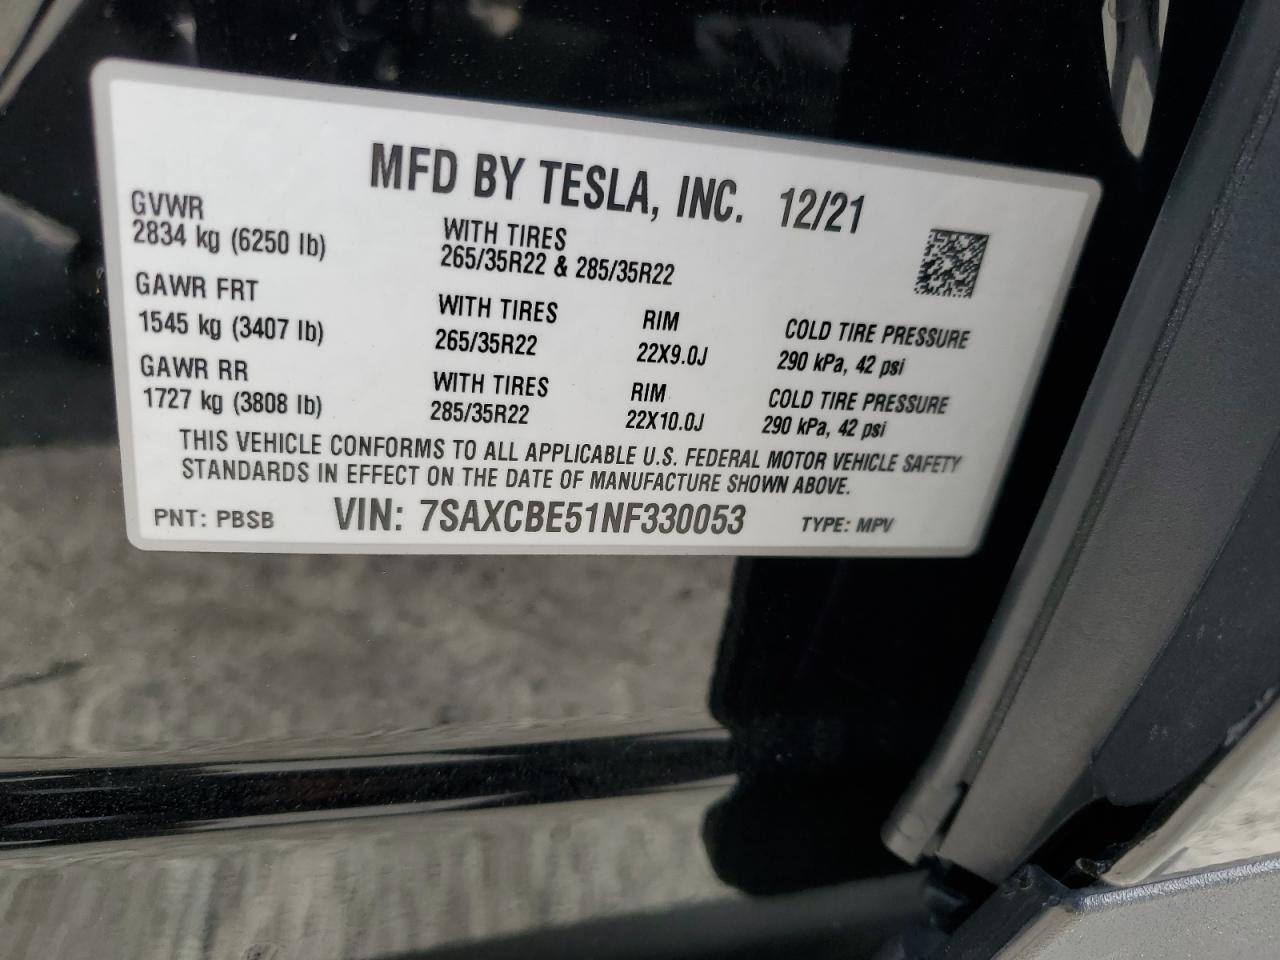 MFD BY TESLA, INC. 12/21
GVWR
2834 kg (6250 lb)
WITH TIRES
265/35R22 & 285/35R22
GAWR FRT
1545 kg (3407 lb)
WITH TIRES
265/35R22
RIM
22X9.0J
COLD TIRE PRESSURE
290 kPa, 42 psi
GAWR RR
1727 kg (3808 lb)
WITH TIRES
285/35R22
RIM
22X10.0J
COLD TIRE PRESSURE
290 kPa, 42 psi
THIS VEHICLE CONFORMS TO ALL APPLICABLE U.S. FEDERAL MOTOR VEHICLE SAFETY
STANDARDS IN EFFECT ON THE DATE OF MANUFACTURE SHOWN ABOVE.
PNT: PBSB VIN: 7SAXCBE51NF330053 TYPE: MPV